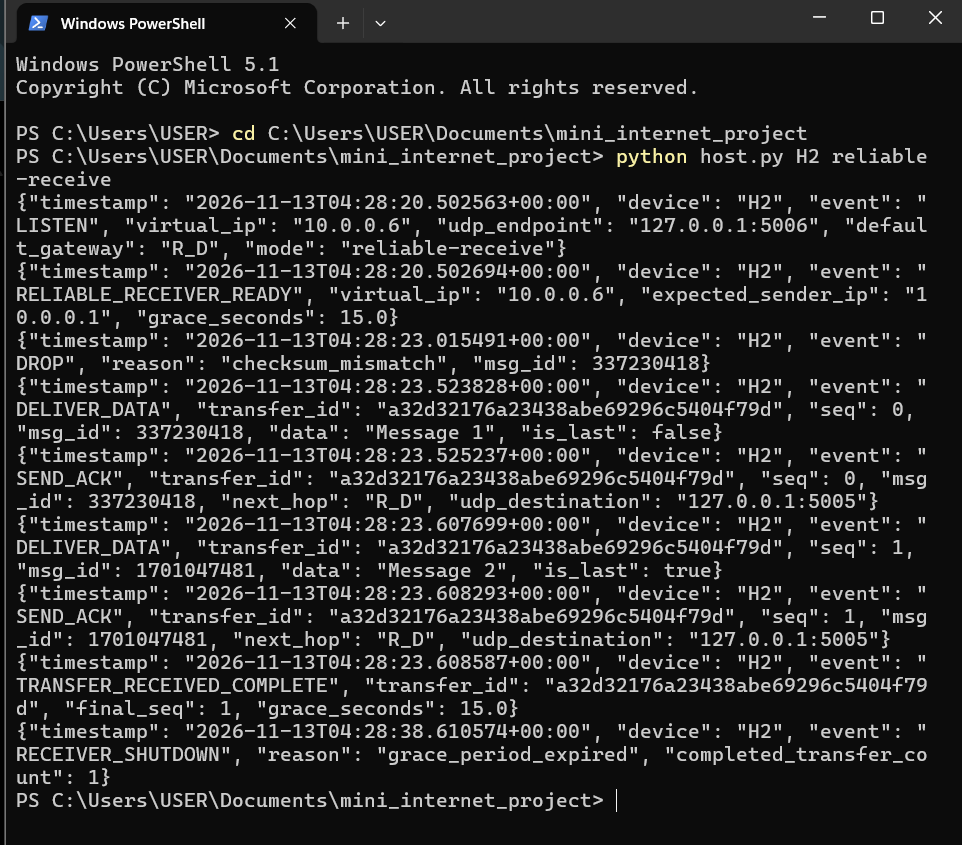 Windows PowerShell
Windows PowerShell 5.1
Copyright (C) Microsoft Corporation. All rights reserved.
PS C:\Users\USER> cd C:\Users\USER\Documents\mini_internet_project
PS C:\Users\USER\Documents\mini_internet_project> python host.py H2 reliable
-receive
{"timestamp": "2026-11-13T04:28:20.502563+00:00", "device": "H2", "event": "
LISTEN", "virtual_ip": "10.0.0.6", "udp_endpoint": "127.0.0.1:5006", "defaul
t_gateway": "R_D", "mode": "reliable-receive"}
{"timestamp": "2026-11-13T04:28:20.502694+00:00", "device": "H2", "event": "
RELIABLE_RECEIVER_READY", "virtual_ip": "10.0.0.6", "expected_sender_ip": "1
0.0.0.1", "grace_seconds": 15.0}
{"timestamp": "2026-11-13T04:28:23.015491+00:00", "device": "H2", "event": "
DROP", "reason": "checksum_mismatch", "msg_id": 337230418}
{"timestamp": "2026-11-13T04:28:23.523828+00:00", "device": "H2", "event": "
DELIVER_DATA", "transfer_id": "a32d32176a23438abe69296c5404f79d", "seq": 0,
"msg_id": 337230418, "data": "Message 1", "is_last": false}
{"timestamp": "2026-11-13T04:28:23.525237+00:00", "device": "H2", "event": "
SEND_ACK", "transfer_id": "a32d32176a23438abe69296c5404f79d", "seq": 0, "msg
_id": 337230418, "next_hop": "R_D", "udp_destination": "127.0.0.1:5005"}
{"timestamp": "2026-11-13T04:28:23.607699+00:00", "device": "H2", "event": "
DELIVER_DATA", "transfer_id": "a32d32176a23438abe69296c5404f79d", "seq": 1,
"msg_id": 1701047481, "data": "Message 2", "is_last": true}
{"timestamp": "2026-11-13T04:28:23.608293+00:00", "device": "H2", "event": "
SEND_ACK", "transfer_id": "a32d32176a23438abe69296c5404f79d", "seq": 1, "msg
_id": 1701047481, "next_hop": "R_D", "udp_destination": "127.0.0.1:5005"}
{"timestamp": "2026-11-13T04:28:23.608587+00:00", "device": "H2", "event": "
TRANSFER_RECEIVED_COMPLETE", "transfer_id": "a32d32176a23438abe69296c5404f79
d", "final_seq": 1, "grace_seconds": 15.0}
{"timestamp": "2026-11-13T04:28:38.610574+00:00", "device": "H2", "event": "
RECEIVER_SHUTDOWN", "reason": "grace_period_expired", "completed_transfer_co
unt": 1}
PS C:\Users\USER\Documents\mini_internet_project>